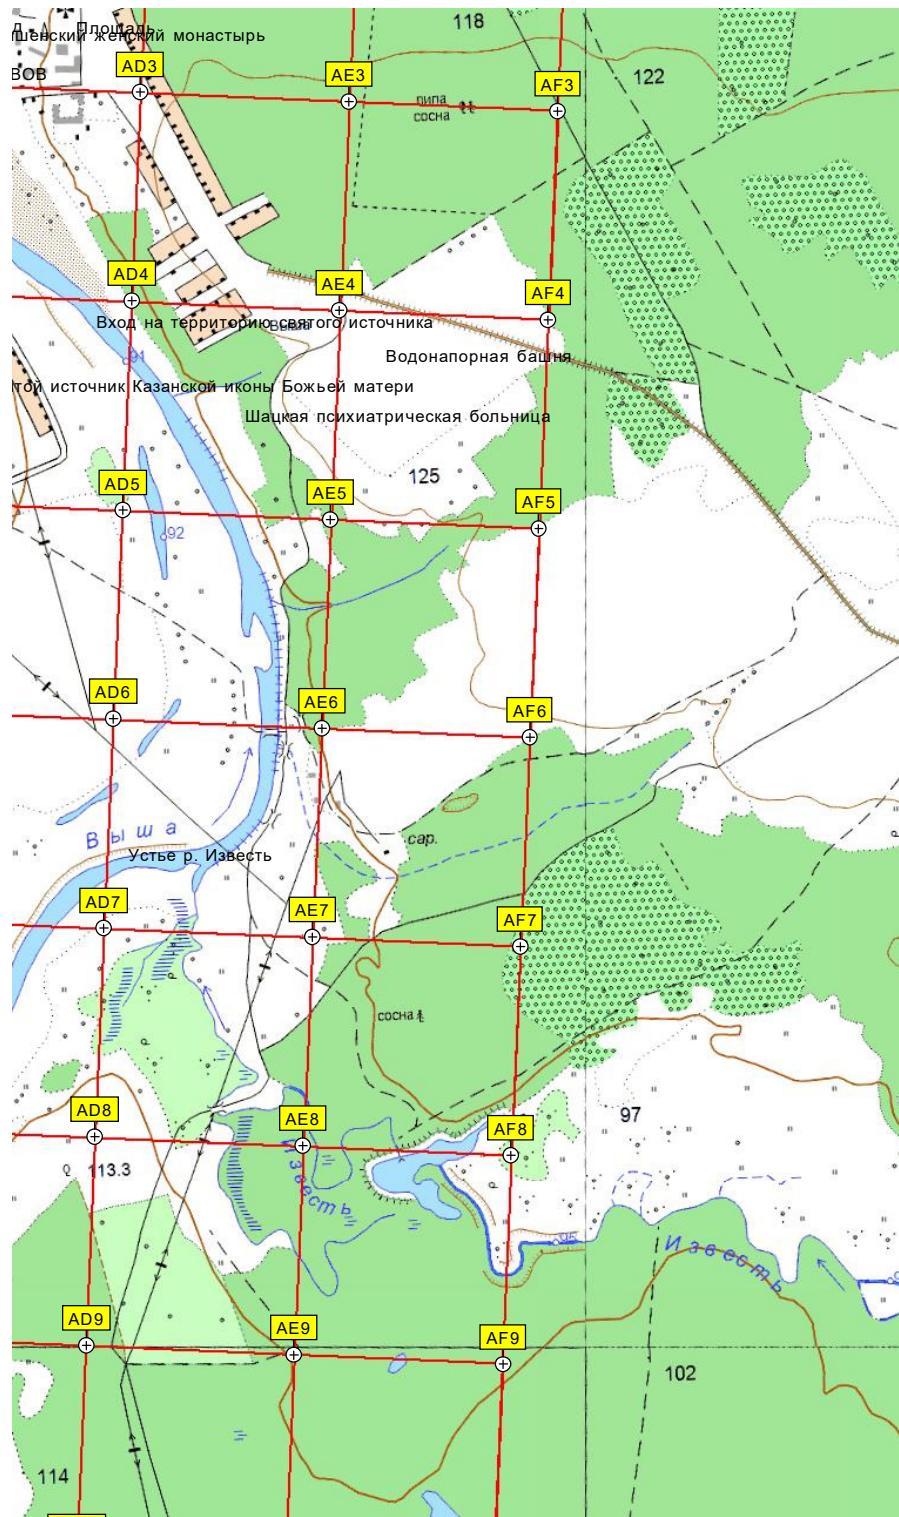 118
Площадь
шенский женский монастырь
ВОВ
AD3
AE3
AF3
122
липа
сосна
AD4
AE4
AF4
Вход на территорию святого источника
Водонапорная башня
91
той источник Казанской иконы Божьей матери
Шацкая психиатрическая больница
125
AD5
AE5
AF5
92
AD6
AE6
AF6
Выша
сар.
Устье р. Известь
AD7
AE7
AF7
сосна
AD8
AE8
AF8
97
113.3
Известь
95
Известь
AD9
AE9
AF9
102
114